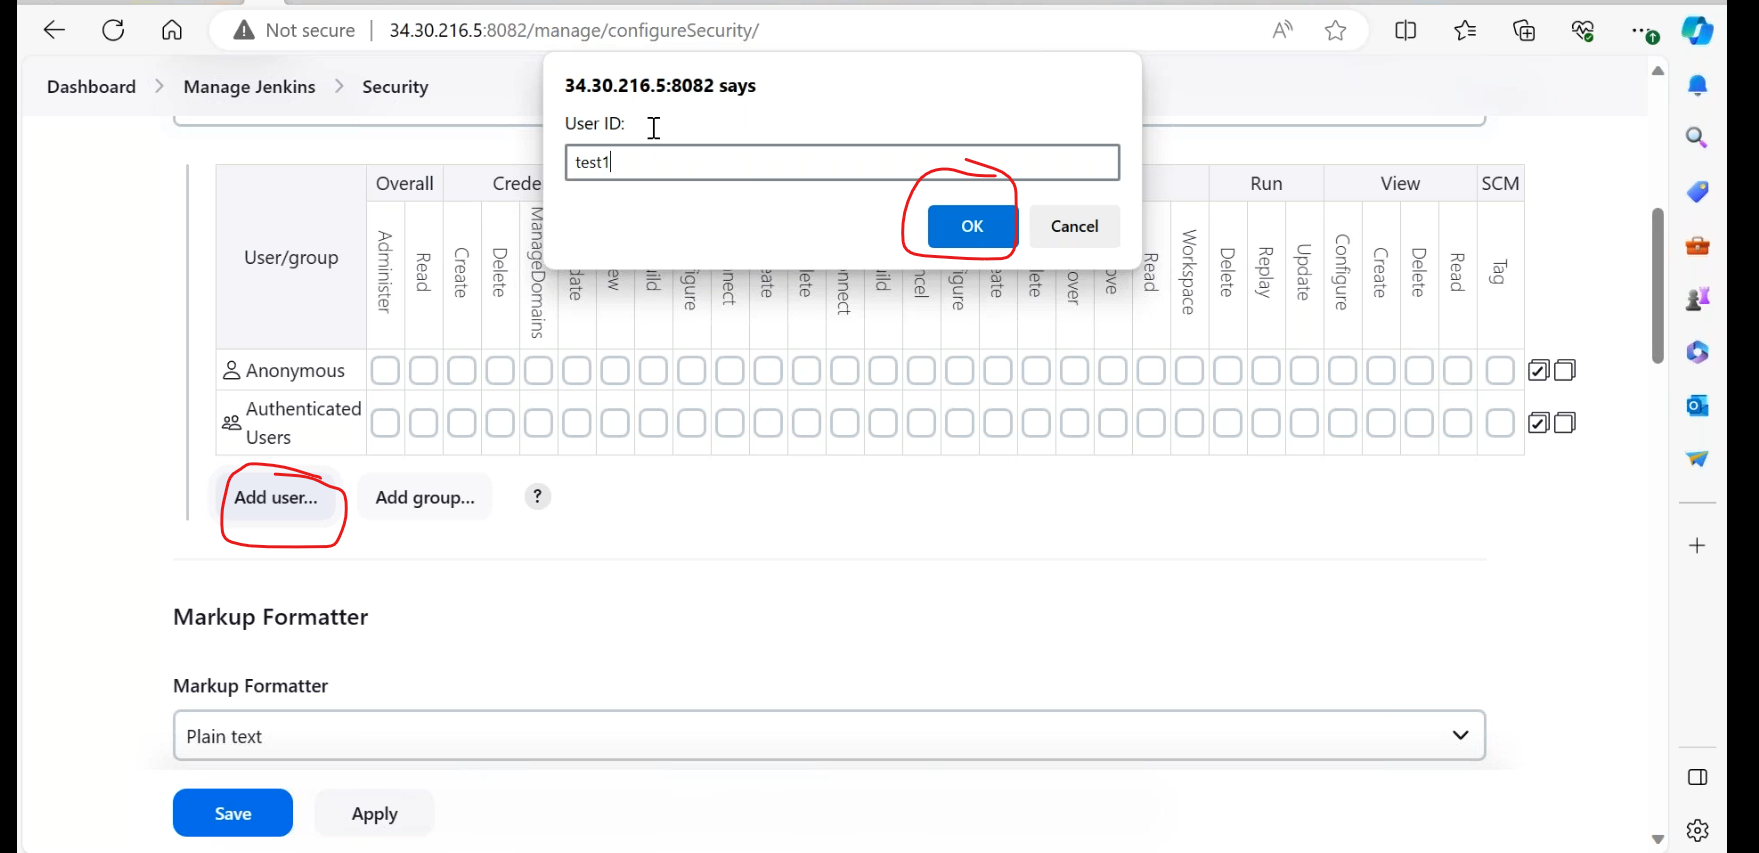 Not secure
34.30.216.5:8082/manage/configureSecurity/
Dashboard
Manage Jenkins
Security
34.30.216.5:8082 says
User ID:
test1
OK
Cancel
User/group
Overall
Crede
Run
View
SCM
Administer
Read
Create
Delete
ManageDomains
date
ew
ild
igure
nnect
eate
lete
nnect
ild
ncel
igure
eate
lete
over
ove
Read
Workspace
Delete
Replay
Update
Configure
Create
Delete
Read
Tag
Anonymous
Authenticated
Users
Add user...
Add group...
?
Markup Formatter
Markup Formatter
Plain text
Save
Apply